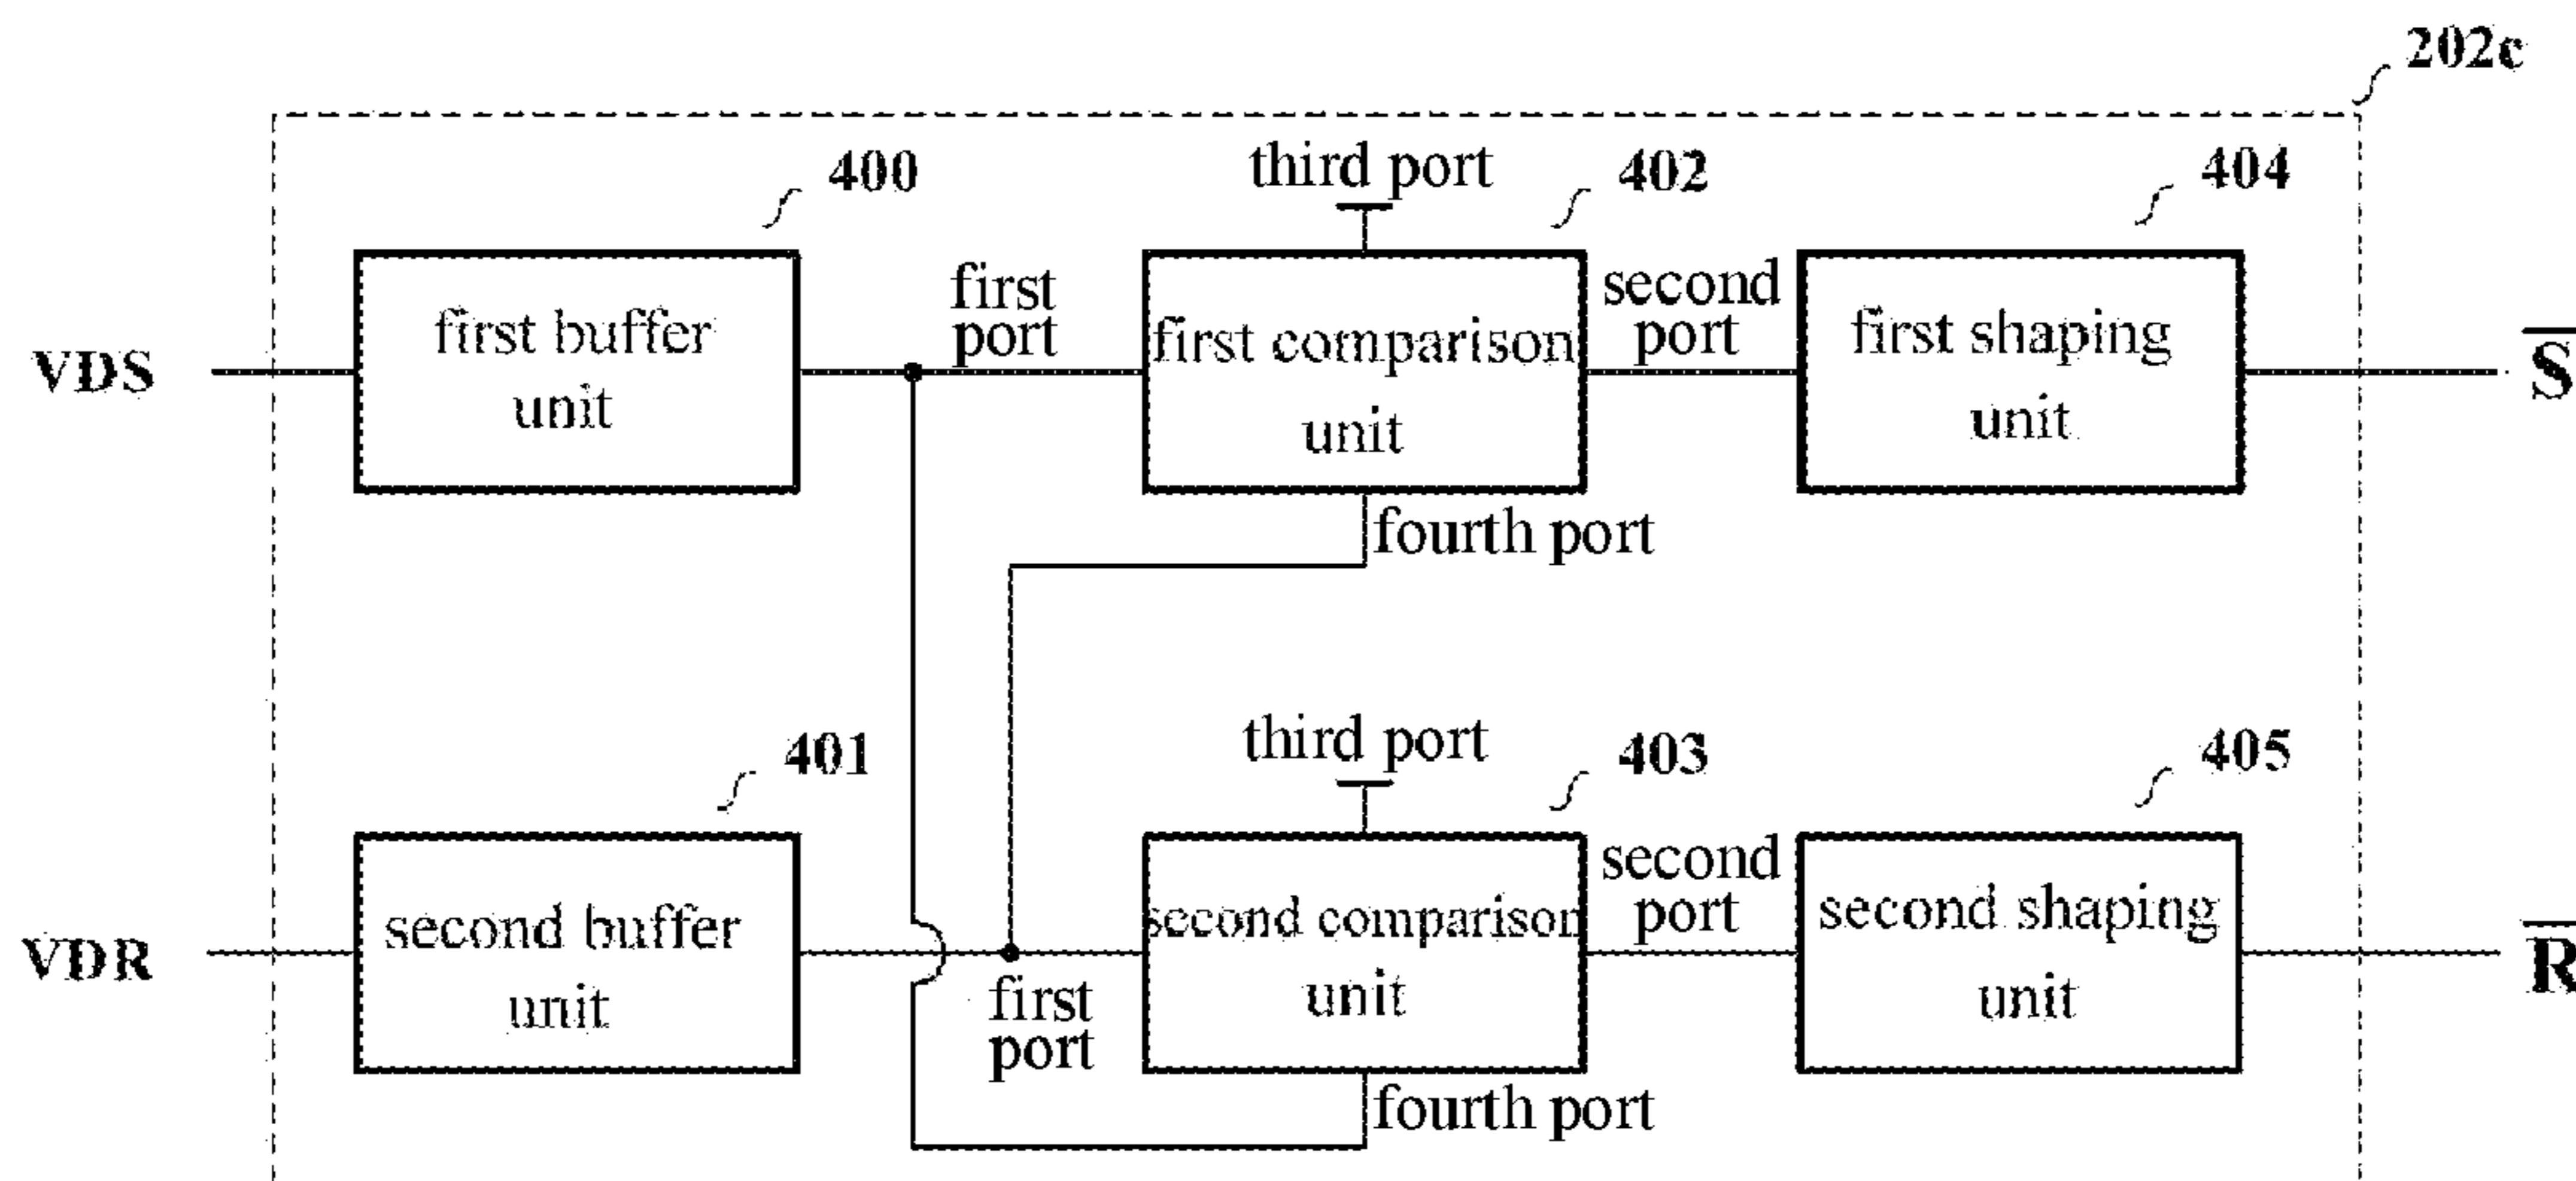 202c
400
third port
402
404
first
port
second
port
first buffer
unit
first comparison
unit
first shaping
unit
VDS
S̅
fourth port
401
third port
403
405
second
port
second buffer
unit
second comparison
unit
second shaping
unit
VDR
R̅
first
port
fourth port